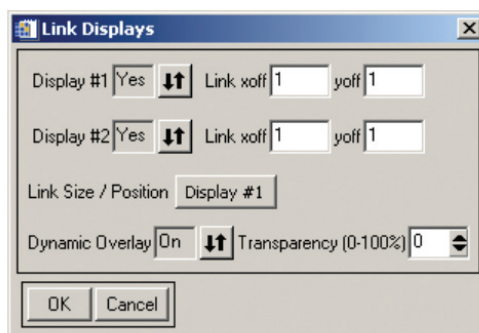 Link Displays
Display #1 Yes Link xoff 1 yoff 1
Display #2 Yes Link xoff 1 yoff 1
Link Size / Position Display #1
Dynamic Overlay On Transparency (0-100%) 0
OK Cancel